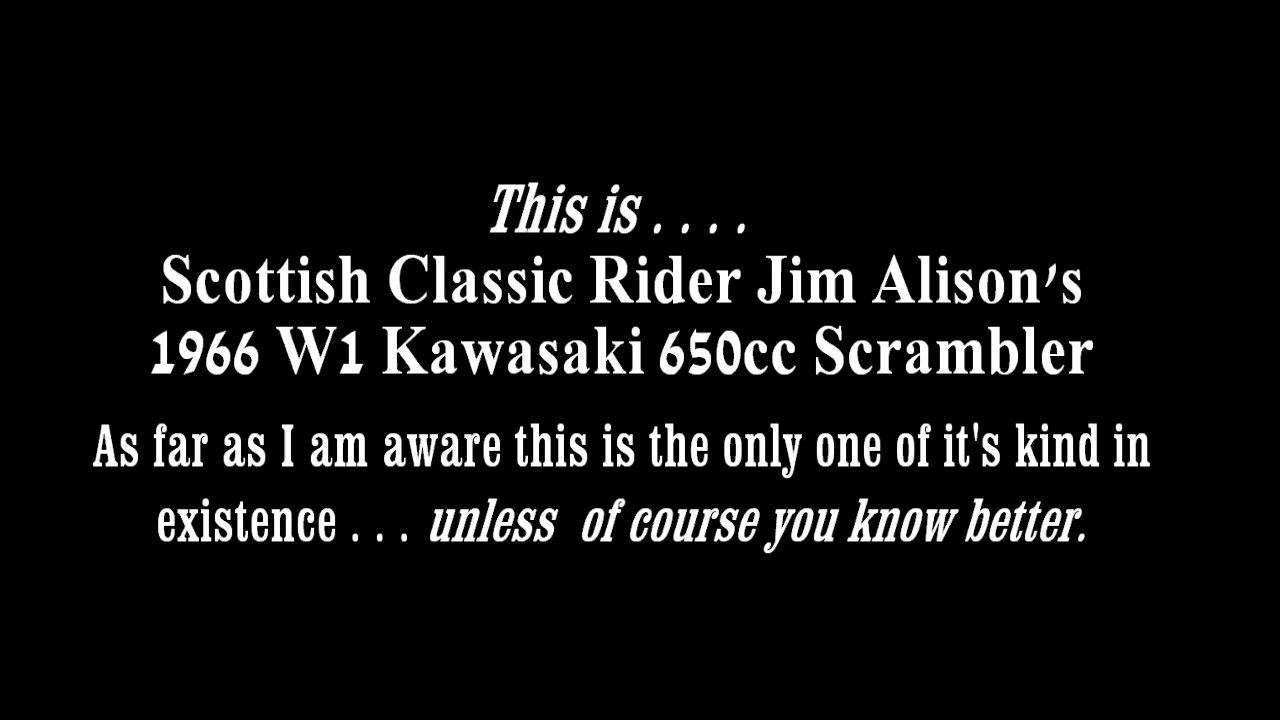 This is . . . .
Scottish Classic Rider Jim Alison's
1966 W1 Kawasaki 650cc Scrambler
As far as I am aware this is the only one of it's kind in
existence . . . unless of course you know better.